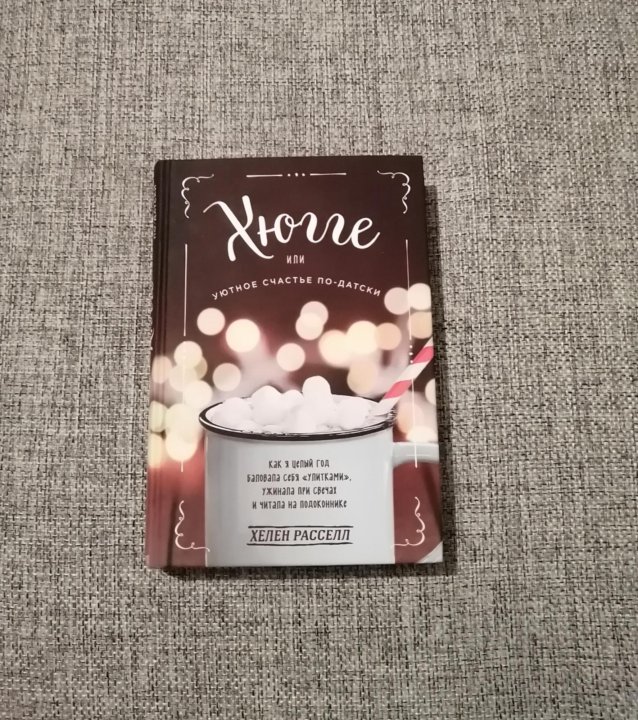 Хюгге
или
уютное счастье по-датски
Как я целый год
баловала себя «улитками»,
ужинала при свечах
и читала на подоконнике
Хелен Расселл